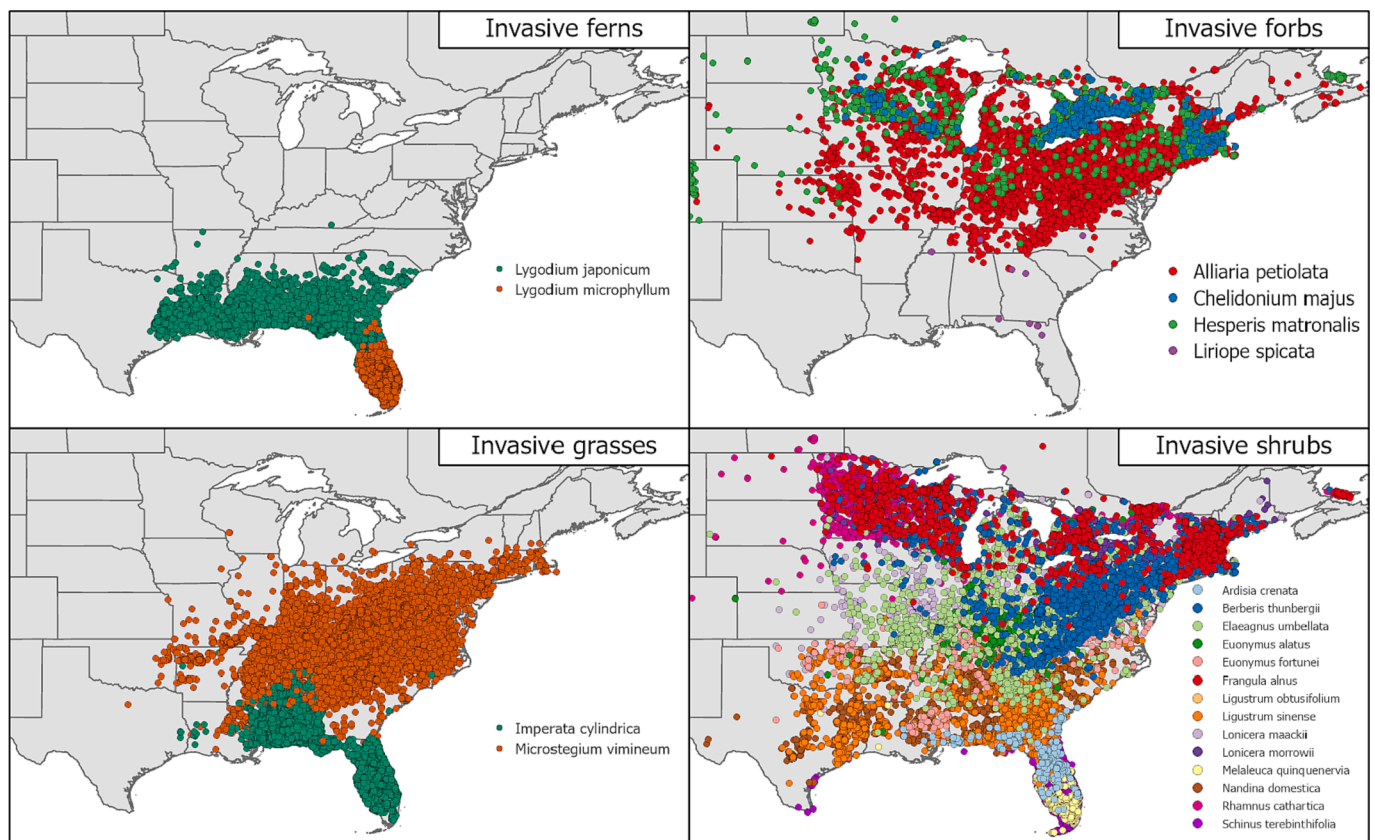 Invasive ferns
Lygodium japonicum
Lygodium microphyllum
Invasive forbs
Alliaria petiolata
Chelidonium majus
Hesperis matronalis
Liriope spicata
Invasive grasses
Imperata cylindrica
Microstegium vimineum
Invasive shrubs
Ardisia crenata
Berberis thunbergii
Elaeagnus umbellata
Euonymus alatus
Euonymus fortunei
Frangula alnus
Ligustrum obtusifolium
Ligustrum sinense
Lonicera maackii
Lonicera morrowii
Melaleuca quinquenervia
Nandina domestica
Rhamnus cathartica
Schinus terebinthifolia